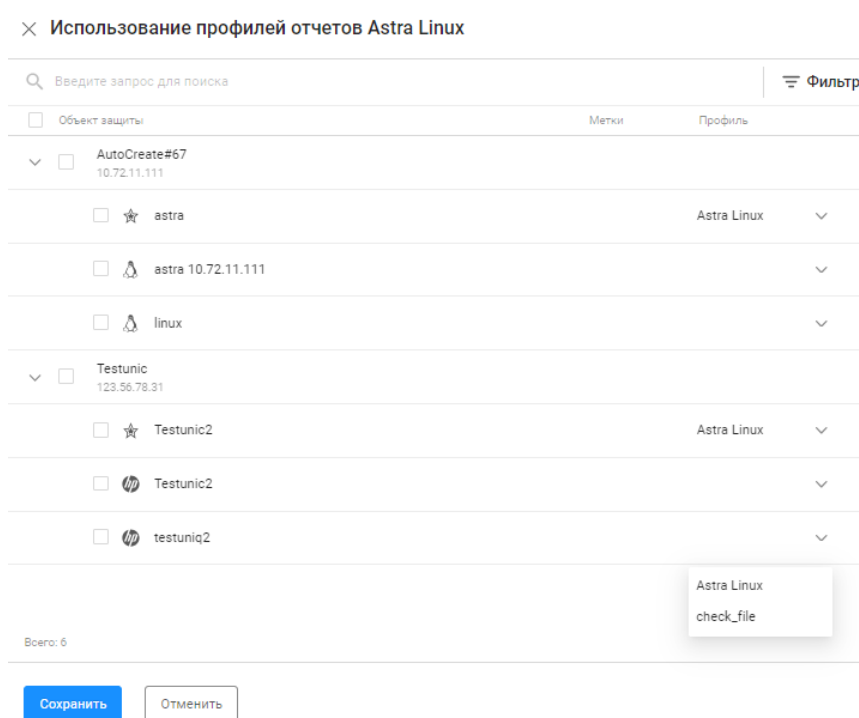 Использование профилей отчетов Astra Linux
Введите запрос для поиска
Фильтр
Объект защиты Метки Профиль
AutoCreate#67
10.72.11.111
astra Astra Linux
astra 10.72.11.111
linux
Testunic
123.56.78.31
Testunic2 Astra Linux
hp Testunic2
hp testuniq2
Astra Linux
check_file
Всего: 6
Сохранить Отменить